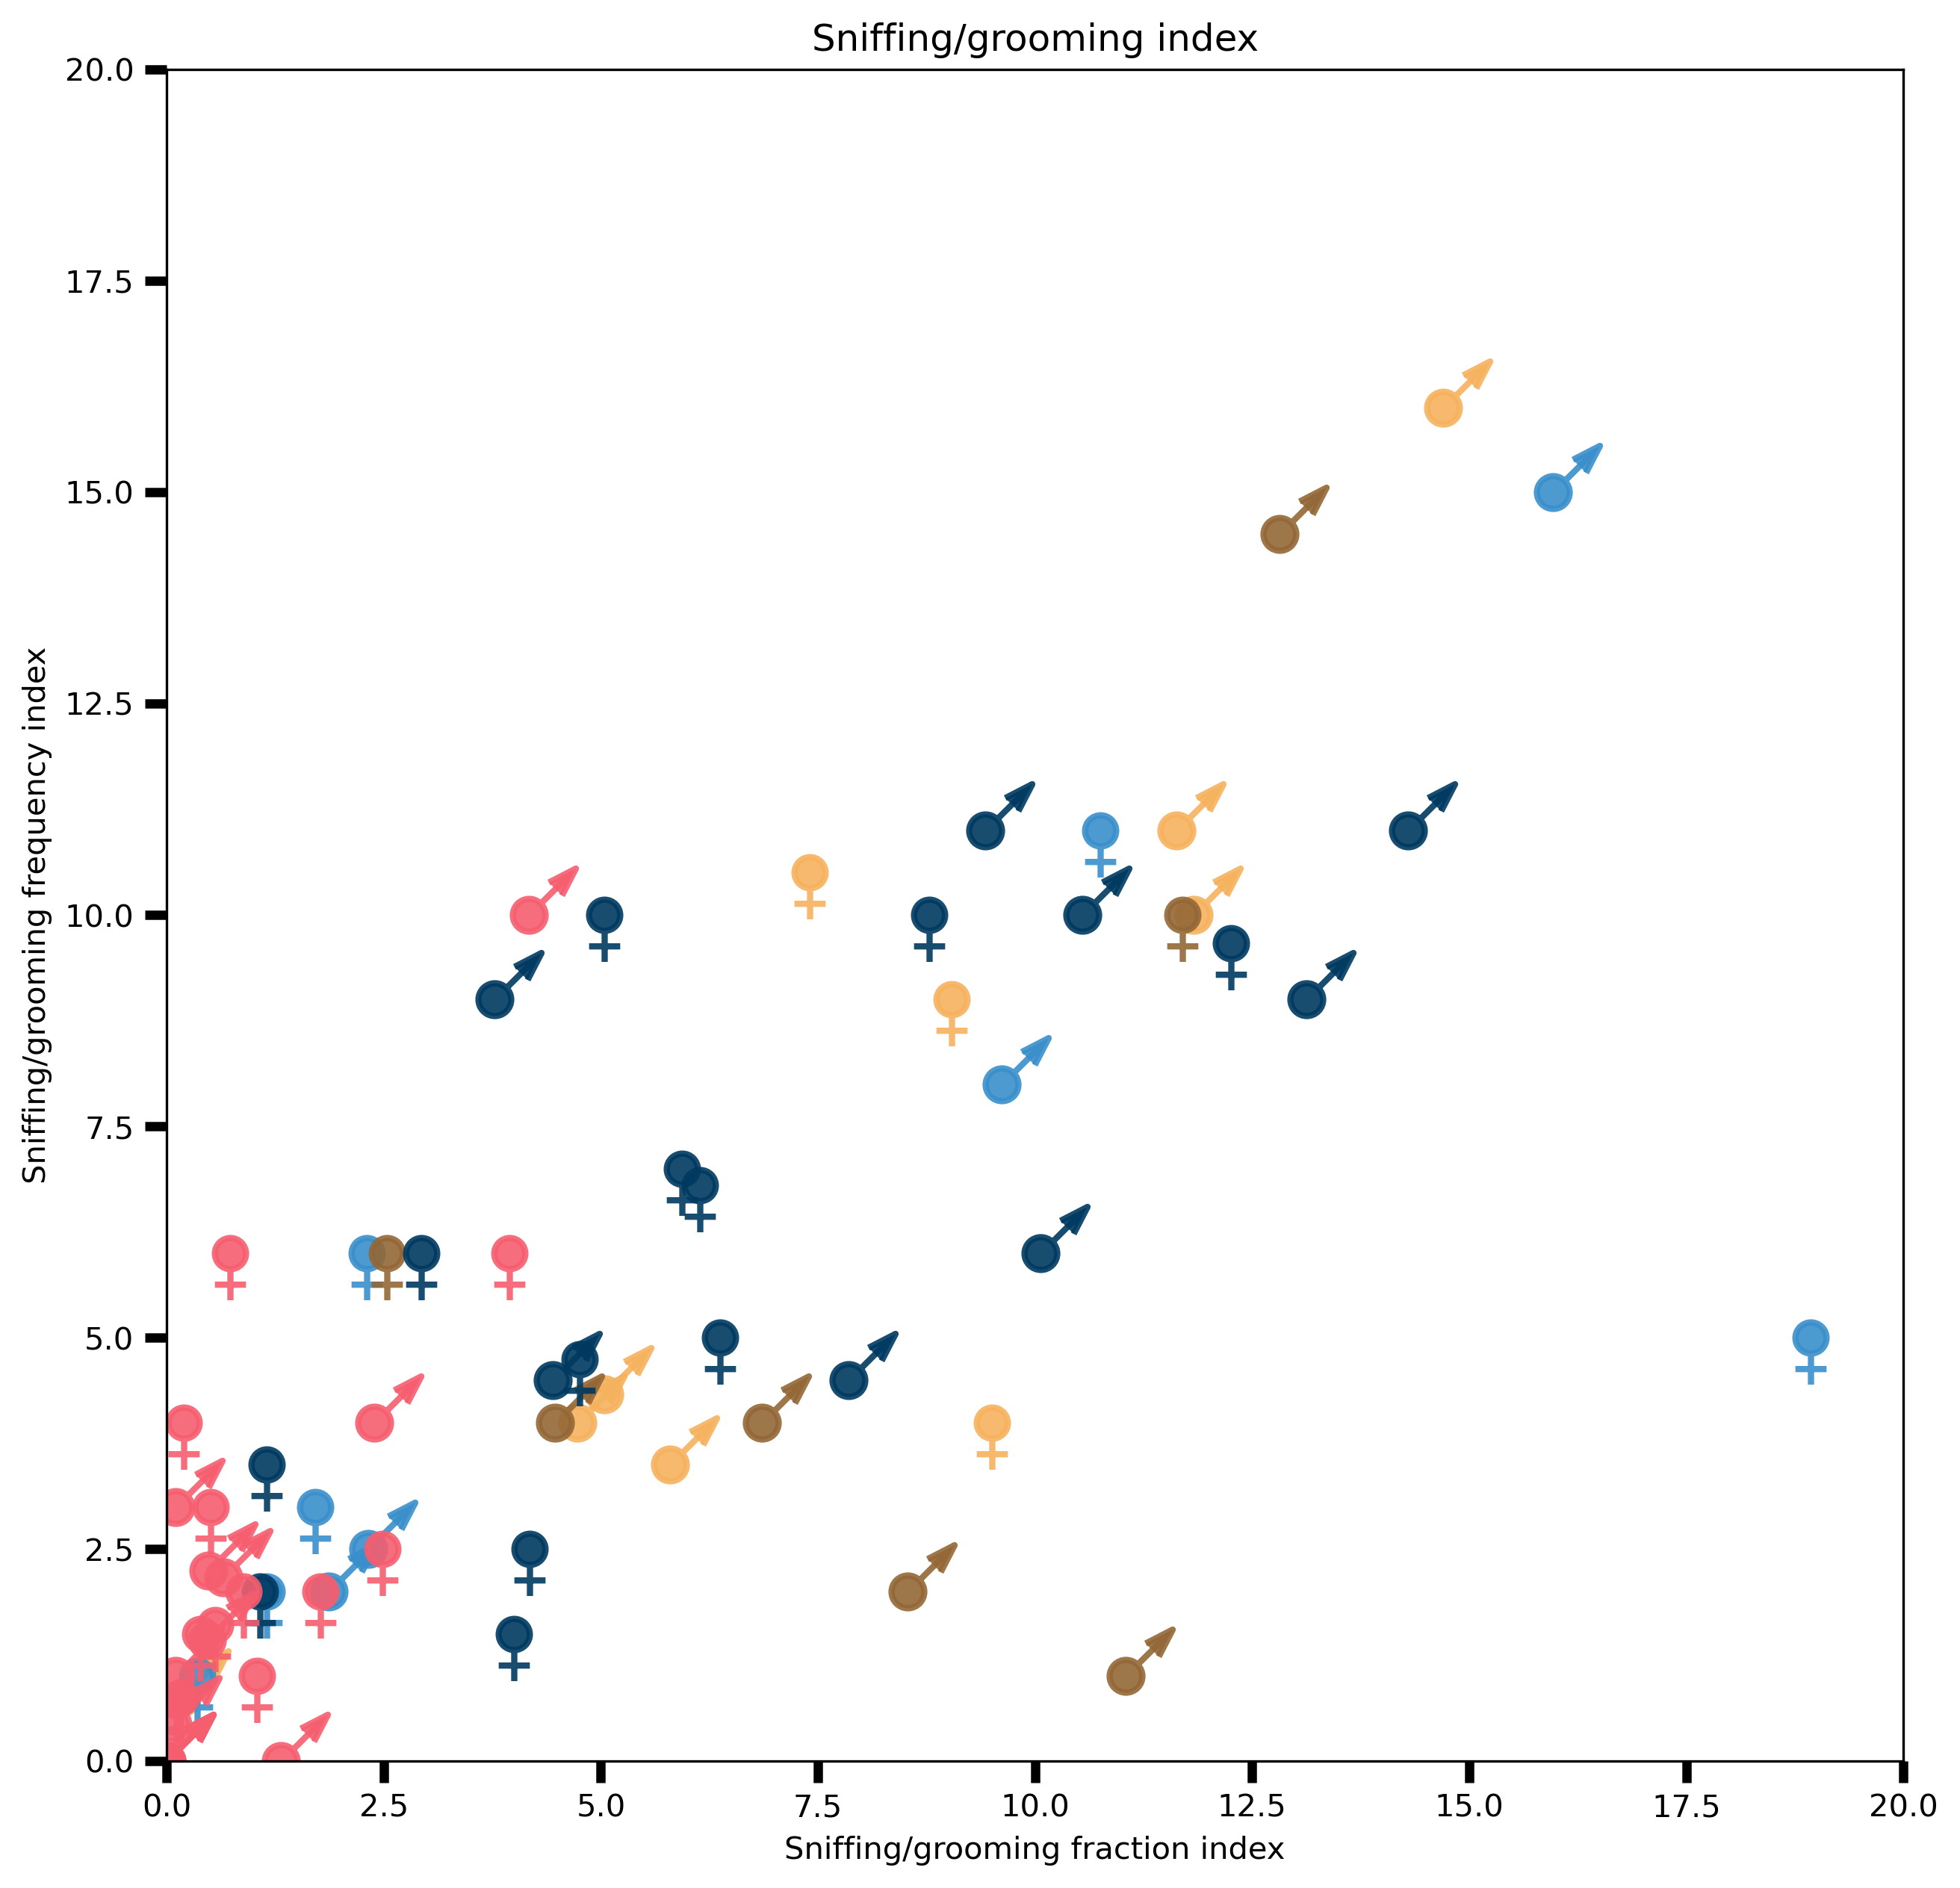 Sniffing/grooming index
20.0
17.5
15.0
12.5
10.0
7.5
5.0
2.5
0.0
Sniffing/grooming frequency index
0.0 2.5 5.0 7.5 10.0 12.5 15.0 17.5 20.0
Sniffing/grooming fraction index